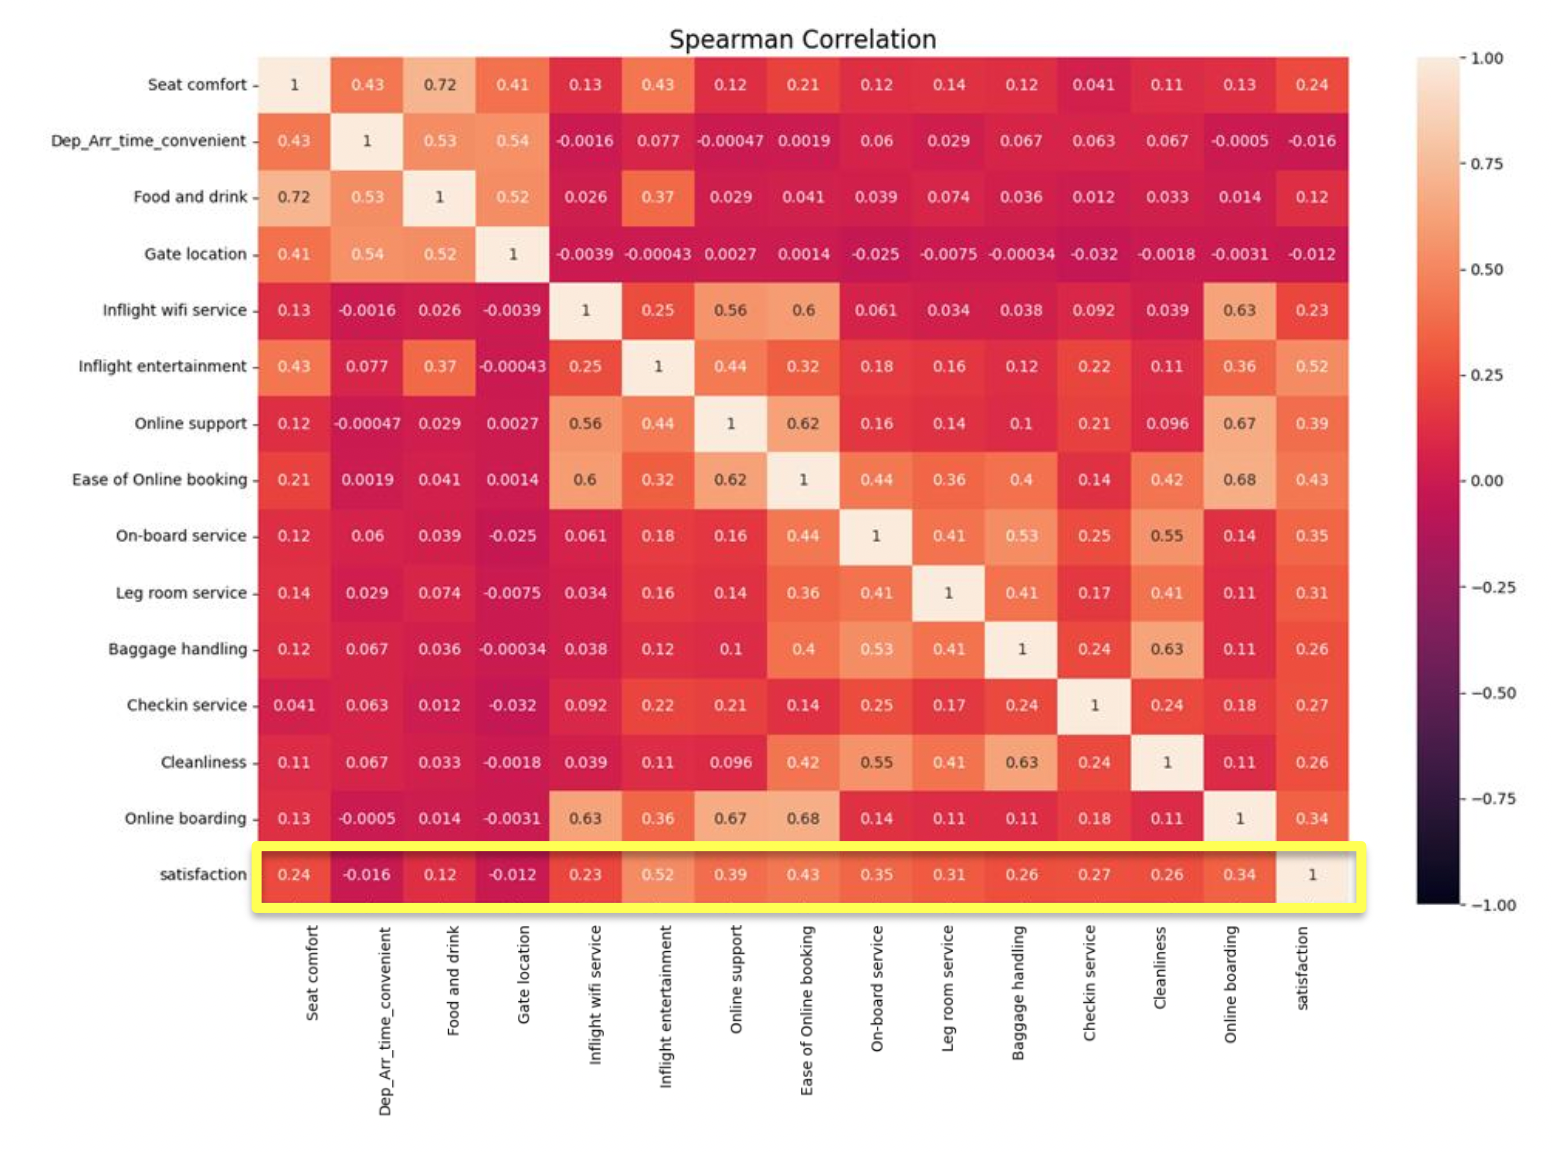 Spearman Correlation
Seat comfort 1 0.43 0.72 0.41 0.13 0.43 0.12 0.21 0.12 0.14 0.12 0.041 0.11 0.13 0.24
Dep_Arr_time_convenient 0.43 1 0.53 0.54 -0.0016 0.077 -0.00047 0.0019 0.06 0.029 0.067 0.063 0.067 -0.0005 -0.016
Food and drink 0.72 0.53 1 0.52 0.026 0.37 0.029 0.041 0.039 0.074 0.036 0.012 0.033 0.014 0.12
Gate location 0.41 0.54 0.52 1 -0.0039 -0.00043 0.0027 0.0014 -0.025 -0.0075 -0.00034 -0.032 -0.0018 -0.0031 -0.012
Inflight wifi service 0.13 -0.0016 0.026 -0.0039 1 0.25 0.56 0.6 0.061 0.034 0.038 0.092 0.039 0.63 0.23
Inflight entertainment 0.43 0.077 0.37 -0.00043 0.25 1 0.44 0.32 0.18 0.16 0.12 0.22 0.11 0.36 0.52
Online support 0.12 -0.00047 0.029 0.0027 0.56 0.44 1 0.62 0.16 0.14 0.1 0.21 0.096 0.67 0.39
Ease of Online booking 0.21 0.0019 0.041 0.0014 0.6 0.32 0.62 1 0.44 0.36 0.4 0.14 0.42 0.68 0.43
On-board service 0.12 0.06 0.039 -0.025 0.061 0.18 0.16 0.44 1 0.41 0.53 0.25 0.55 0.14 0.35
Leg room service 0.14 0.029 0.074 -0.0075 0.034 0.16 0.14 0.36 0.41 1 0.41 0.17 0.41 0.11 0.31
Baggage handling 0.12 0.067 0.036 -0.00034 0.038 0.12 0.1 0.4 0.53 0.41 1 0.24 0.63 0.11 0.26
Checkin service 0.041 0.063 0.012 -0.032 0.092 0.22 0.21 0.14 0.25 0.17 0.24 1 0.24 0.18 0.27
Cleanliness 0.11 0.067 0.033 -0.0018 0.039 0.11 0.096 0.42 0.55 0.41 0.63 0.24 1 0.11 0.26
Online boarding 0.13 -0.0005 0.014 -0.0031 0.63 0.36 0.67 0.68 0.14 0.11 0.11 0.18 0.11 1 0.34
satisfaction 0.24 -0.016 0.12 -0.012 0.23 0.52 0.39 0.43 0.35 0.31 0.26 0.27 0.26 0.34 1
Seat comfort
Dep_Arr_time_convenient
Food and drink
Gate location
Inflight wifi service
Inflight entertainment
Online support
Ease of Online booking
On-board service
Leg room service
Baggage handling
Checkin service
Cleanliness
Online boarding
satisfaction
1.00
0.75
0.50
0.25
0.00
−0.25
−0.50
−0.75
−1.00